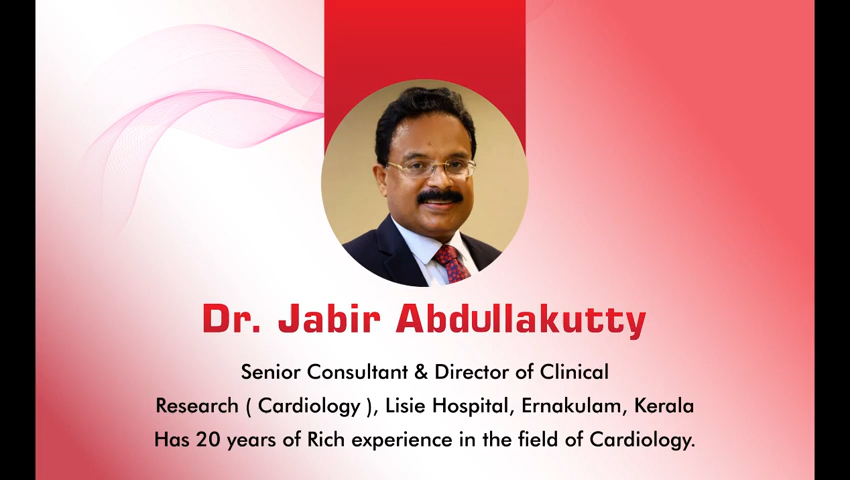 Dr. Jabir Abdullakutty
Senior Consultant & Director of Clinical
Research ( Cardiology ), Lisie Hospital, Ernakulam, Kerala
Has 20 years of Rich experience in the field of Cardiology.